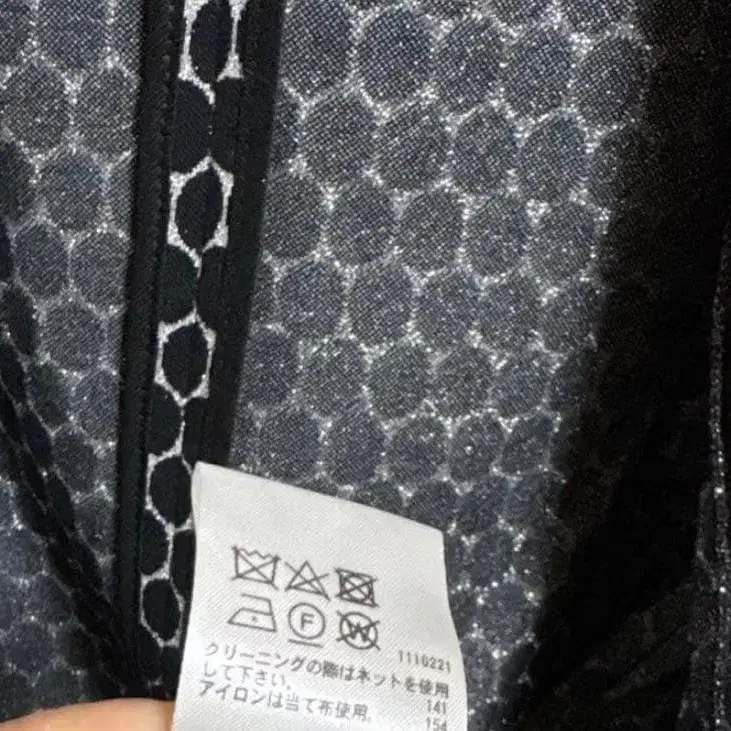 F
W
1110221
クリーニングの際はネットを使用
して下さい。
141
アイロンは当て布使用。
154